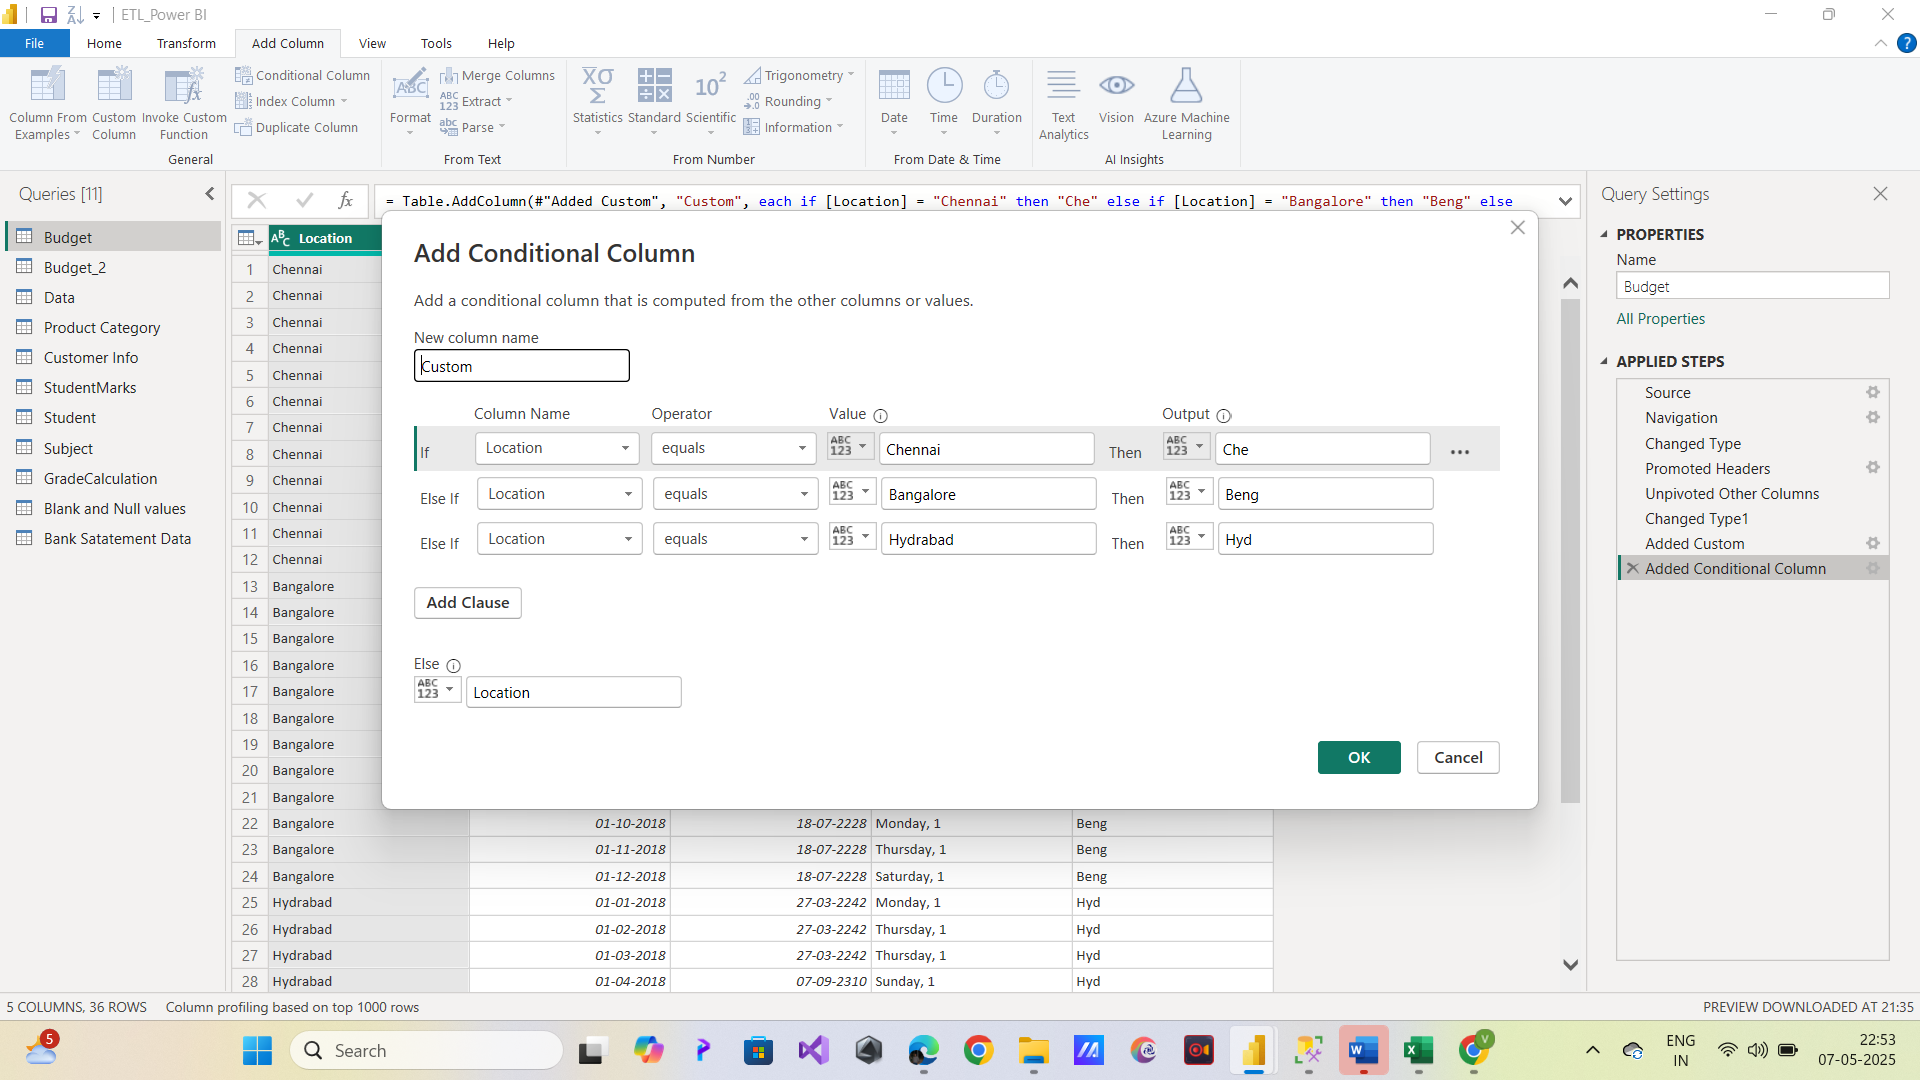 ETL_Power BI
File Home Transform Add Column View Tools Help
Column From Examples
Custom Column
Invoke Custom Function
Conditional Column
Index Column
Duplicate Column
General
Format
Merge Columns
Extract
Parse
From Text
Statistics
Standard
Scientific
Trigonometry
Rounding
Information
From Number
Date
Time
Duration
From Date & Time
Text Analytics
Vision
Azure Machine Learning
AI Insights
Queries [11]
Budget
Budget_2
Data
Product Category
Customer Info
StudentMarks
Student
Subject
GradeCalculation
Blank and Null values
Bank Satatement Data
= Table.AddColumn(#"Added Custom", "Custom", each if [Location] = "Chennai" then "Che" else if [Location] = "Bangalore" then "Beng" else
Location
1 Chennai
2 Chennai
3 Chennai
4 Chennai
5 Chennai
6 Chennai
7 Chennai
8 Chennai
9 Chennai
10 Chennai
11 Chennai
12 Chennai
13 Bangalore
14 Bangalore
15 Bangalore
16 Bangalore
17 Bangalore
18 Bangalore
19 Bangalore
20 Bangalore
21 Bangalore
22 Bangalore 01-10-2018 18-07-2228 Monday, 1 Beng
23 Bangalore 01-11-2018 18-07-2228 Thursday, 1 Beng
24 Bangalore 01-12-2018 18-07-2228 Saturday, 1 Beng
25 Hydrabad 01-01-2018 27-03-2242 Monday, 1 Hyd
26 Hydrabad 01-02-2018 27-03-2242 Thursday, 1 Hyd
27 Hydrabad 01-03-2018 27-03-2242 Thursday, 1 Hyd
28 Hydrabad 01-04-2018 07-09-2310 Sunday, 1 Hyd
Add Conditional Column
Add a conditional column that is computed from the other columns or values.
New column name
Custom
Column Name Operator Value Output
If Location equals ABC 123 Chennai Then ABC 123 Che
Else If Location equals ABC 123 Bangalore Then ABC 123 Beng
Else If Location equals ABC 123 Hydrabad Then ABC 123 Hyd
Add Clause
Else
ABC 123 Location
OK Cancel
Query Settings
PROPERTIES
Name
Budget
All Properties
APPLIED STEPS
Source
Navigation
Changed Type
Promoted Headers
Unpivoted Other Columns
Changed Type1
Added Custom
Added Conditional Column
5 COLUMNS, 36 ROWS Column profiling based on top 1000 rows
PREVIEW DOWNLOADED AT 21:35
5
Search
ENG
IN
22:53
07-05-2025